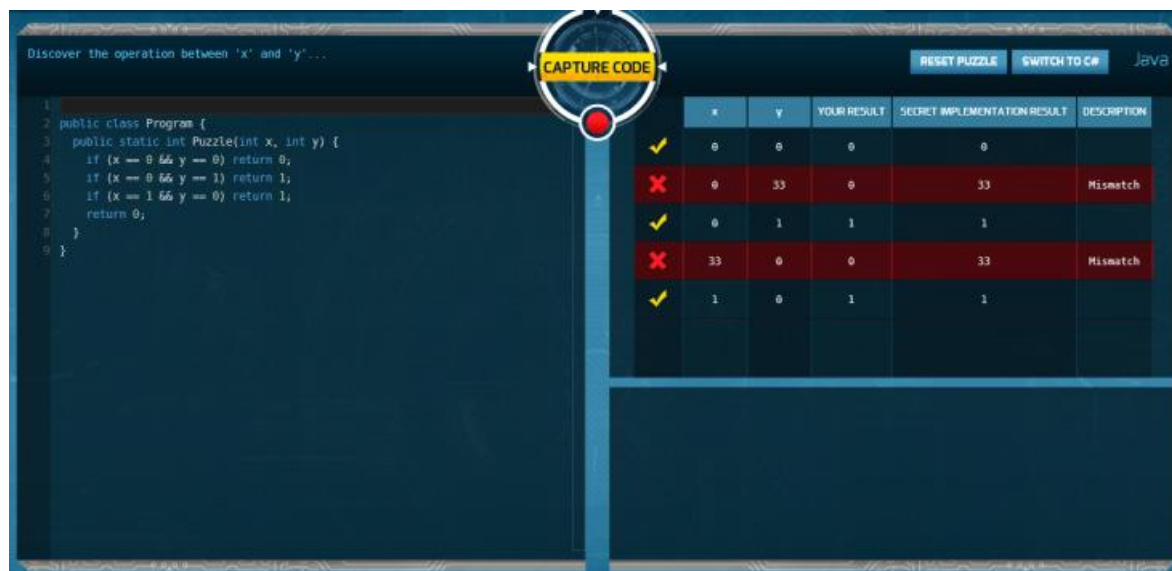 Discover the operation between 'x' and 'y'...
CAPTURE CODE
RESET PUZZLE
SWITCH TO C#
Java
1
2 public class Program {
3 public static int Puzzle(int x, int y) {
4 if (x == 0 && y == 0) return 0;
5 if (x == 0 && y == 1) return 1;
6 if (x == 1 && y == 0) return 1;
7 return 0;
8 }
9 }
x y YOUR RESULT SECRET IMPLEMENTATION RESULT DESCRIPTION
0 0 0 0
0 33 0 33 Mismatch
0 1 1 1
33 0 0 33 Mismatch
1 0 1 1